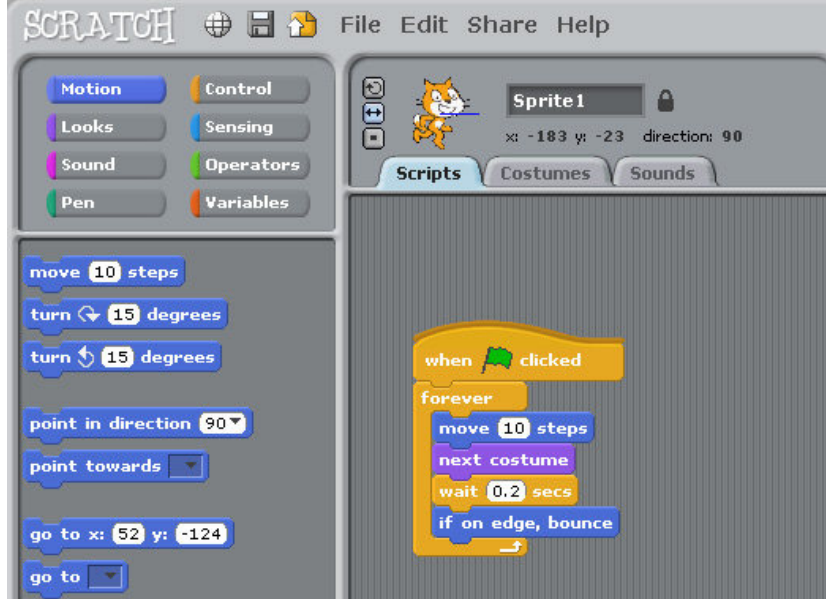 SCRATCH File Edit Share Help
Motion Control
Looks Sensing
Sound Operators
Pen Variables
Sprite1
x: -183 y: -23 direction: 90
Scripts Costumes Sounds
move 10 steps
turn 15 degrees
turn 15 degrees
point in direction 90
point towards
go to x: 52 y: -124
go to
when clicked
forever
move 10 steps
next costume
wait 0.2 secs
if on edge, bounce